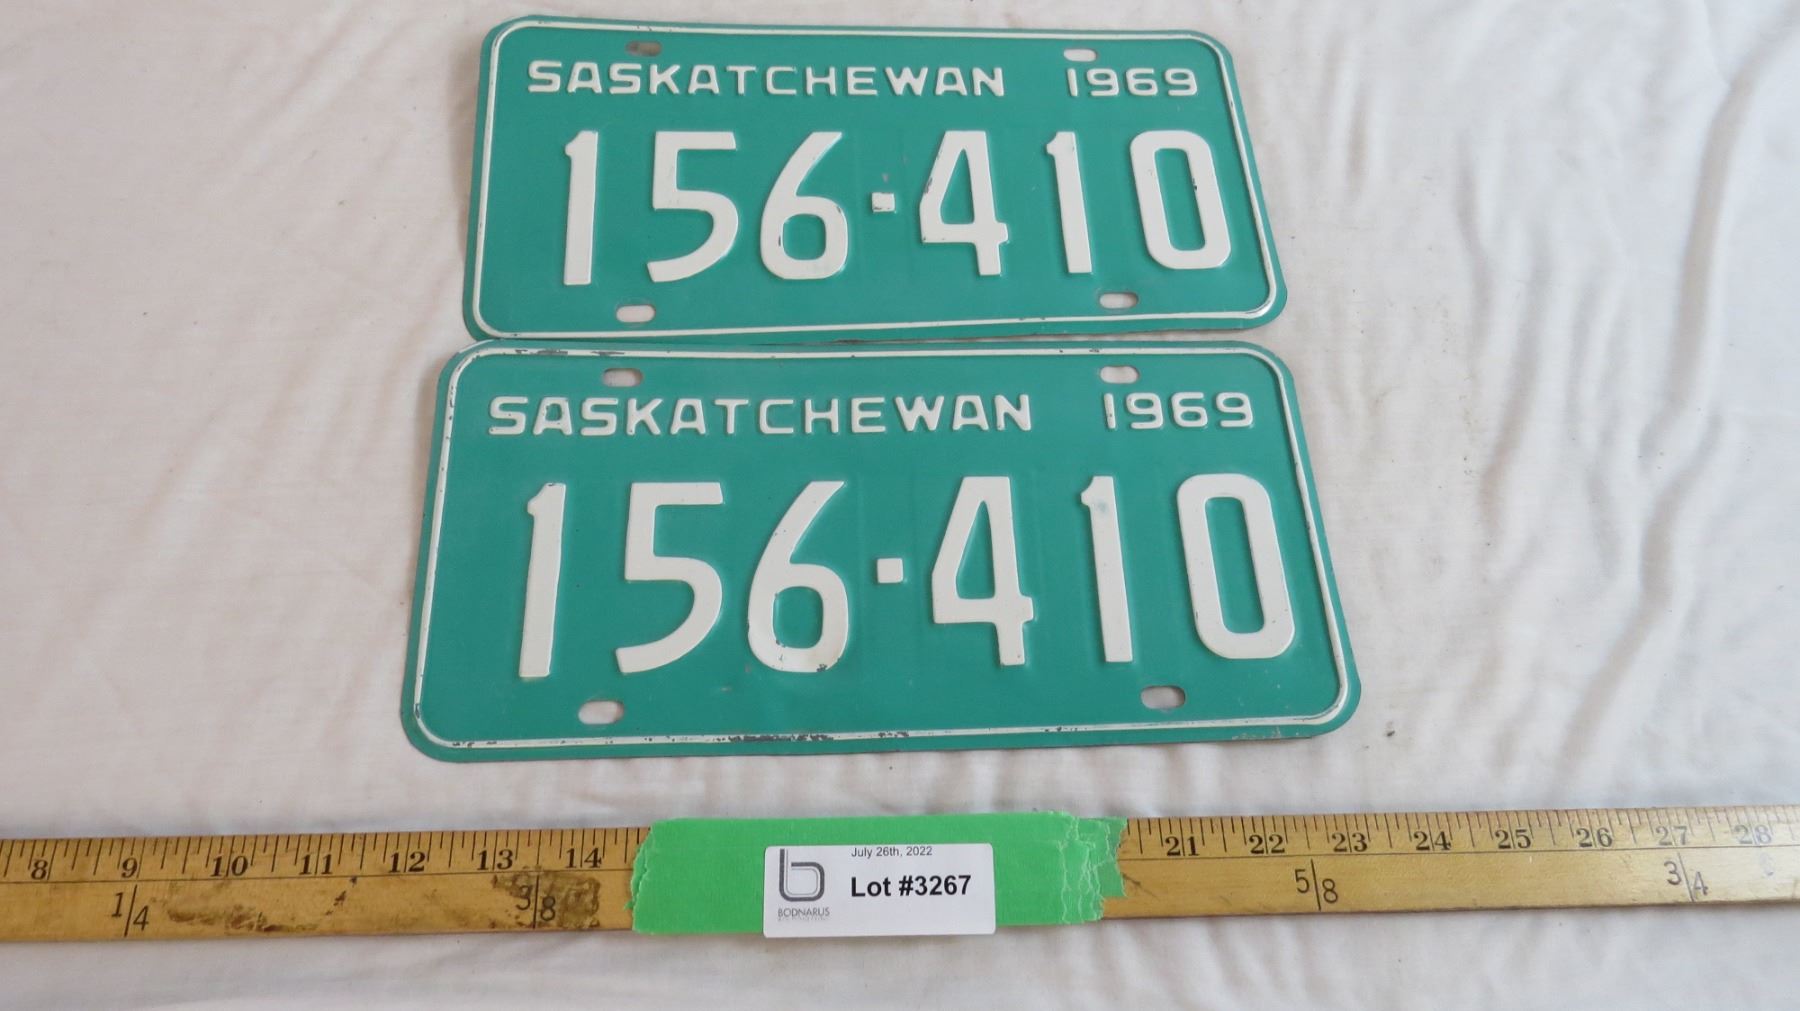 SASKATCHEWAN 1969
156·410
SASKATCHEWAN 1969
156·410
8 9 10 11 12 13 14 21 22 23 24 25 26 27 28
1/4 3/8 5/8 3/4
July 26th, 2022
Lot #3267
BODNARUS